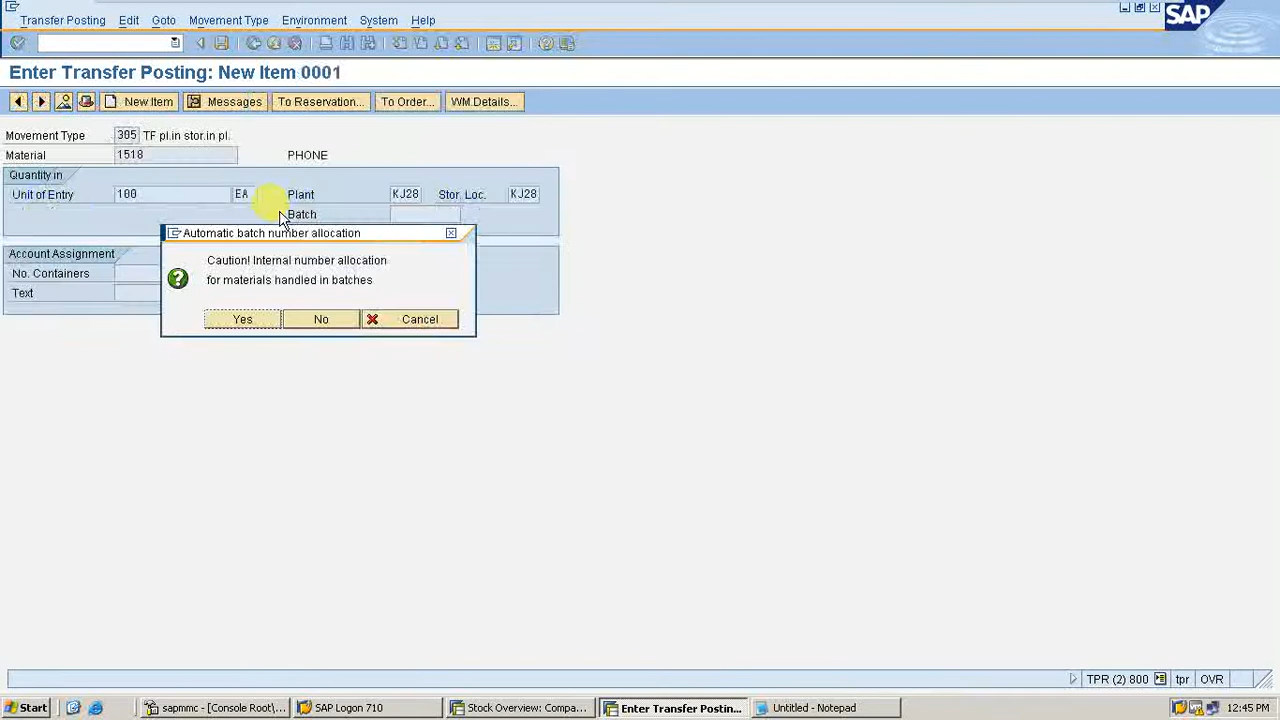 Transfer Posting Edit Goto Movement Type Environment System Help
SAP
Enter Transfer Posting: New Item 0001
New Item Messages To Reservation... To Order... WM Details...
Movement Type 305 TF pl.in stor.in pl.
Material 1518 PHONE
Quantity in
Unit of Entry 100 EA Plant KJ28 Stor. Loc. KJ28
Batch
Automatic batch number allocation
Account Assignment
Caution! Internal number allocation
No. Containers
for materials handled in batches
Text
Yes No Cancel
TPR (2) 800 tpr OVR
Start sapmmc - [Console Root\... SAP Logon 710 Stock Overview: Compa... Enter Transfer Postin... Untitled - Notepad 12:45 PM